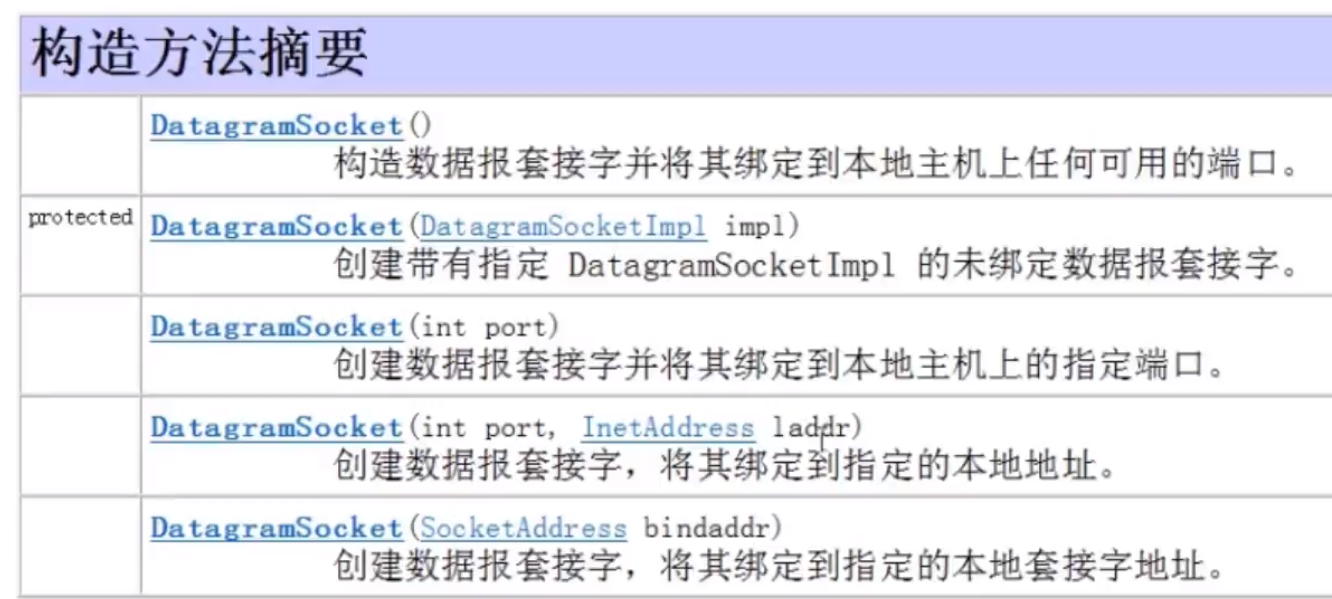 构造方法摘要
DatagramSocket()
构造数据报套接字并将其绑定到本地主机上任何可用的端口。
protected DatagramSocket(DatagramSocketImpl impl)
创建带有指定 DatagramSocketImpl 的未绑定数据报套接字。
DatagramSocket(int port)
创建数据报套接字并将其绑定到本地主机上的指定端口。
DatagramSocket(int port, InetAddress laddr)
创建数据报套接字，将其绑定到指定的本地地址。
DatagramSocket(SocketAddress bindaddr)
创建数据报套接字，将其绑定到指定的本地套接字地址。